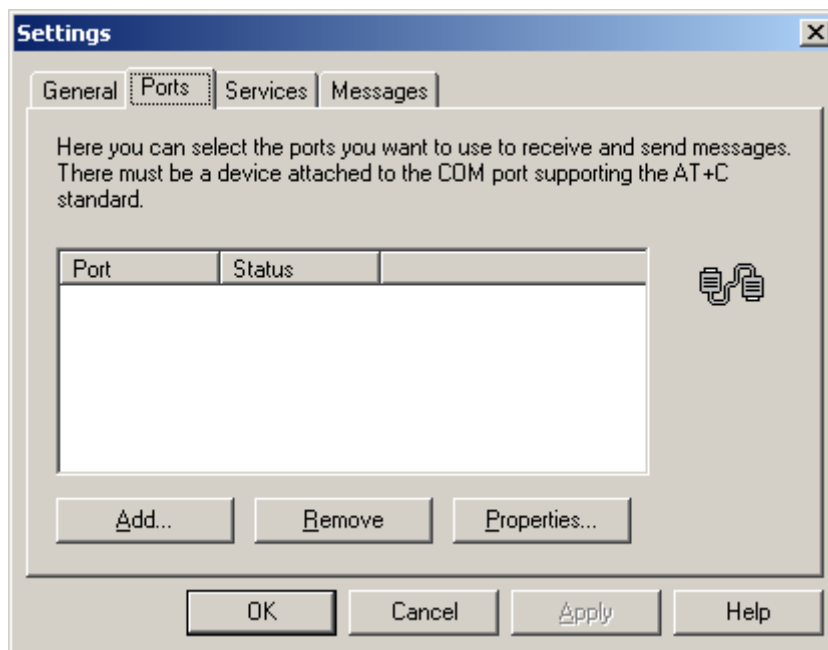 Settings
General Ports Services Messages
Here you can select the ports you want to use to receive and send messages.
There must be a device attached to the COM port supporting the AT+C
standard.
Port Status
Add... Remove Properties...
OK Cancel Apply Help